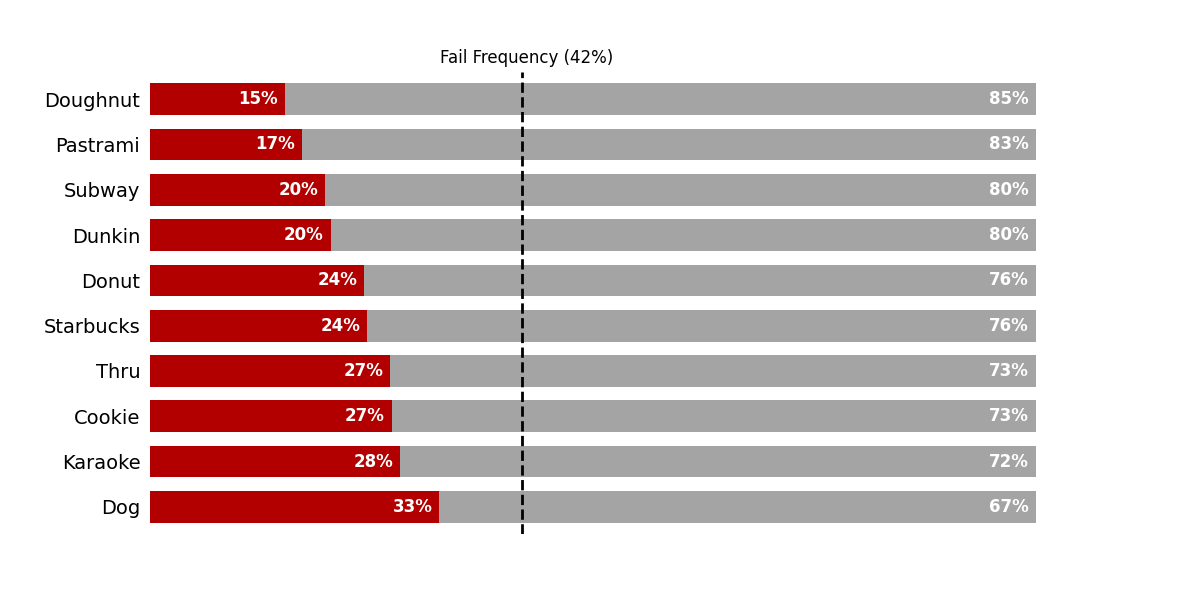 Fail Frequency (42%)
Doughnut 15% 85%
Pastrami 17% 83%
Subway 20% 80%
Dunkin 20% 80%
Donut 24% 76%
Starbucks 24% 76%
Thru 27% 73%
Cookie 27% 73%
Karaoke 28% 72%
Dog 33% 67%